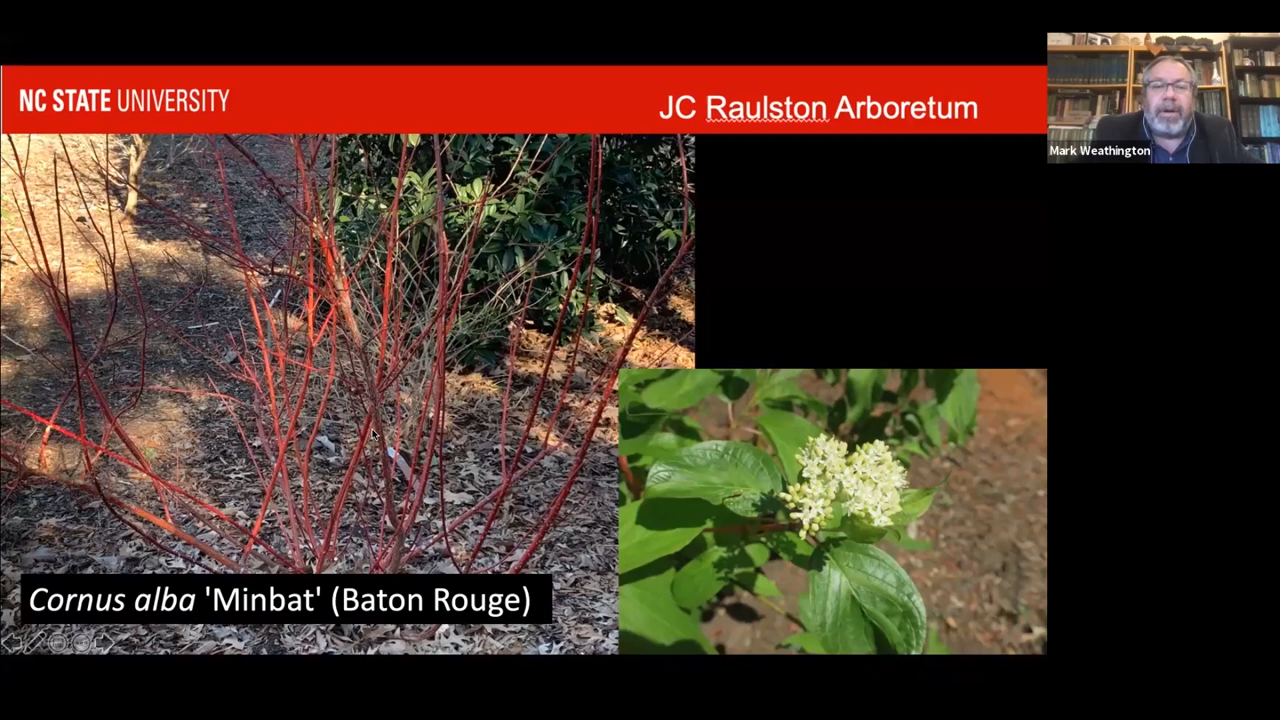 NC STATE UNIVERSITY
JC Raulston Arboretum
Mark Weathington
Cornus alba 'Minbat' (Baton Rouge)